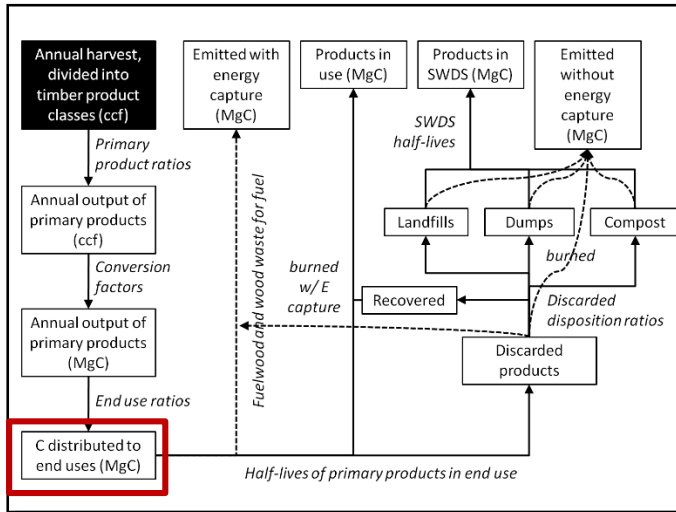 Annual harvest,
divided into
timber product
classes (ccf)
Primary
product ratios
Annual output of
primary products
(ccf)
Conversion
factors
Annual output of
primary products
(MgC)
End use ratios
C distributed to
end uses (MgC)
Emitted with
energy capture
(MgC)
Fuelwood and wood waste for fuel
Products in
use (MgC)
burned
w/ E
capture
Recovered
Products in
SWDS (MgC)
SWDS
half-lives
Emitted
without
energy
capture
(MgC)
Landfills
Dumps
Compost
burned
Discarded
disposition ratios
Discarded
products
Half-lives of primary products in end use